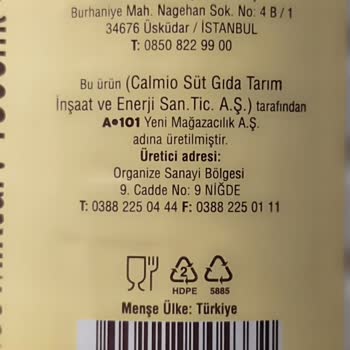 Burhaniye Mah. Nagehan Sok. No: 4 B / 1
34676 Üsküdar / İSTANBUL
T: 0850 822 99 00
Bu ürün (Calmio Süt Gıda Tarım
İnşaat ve Enerji San.Tic. A.Ş.) tarafından
A101 Yeni Mağazacılık A.Ş.
adına üretilmiştir.
Üretici adresi:
Organize Sanayi Bölgesi
9. Cadde No: 9 NİĞDE
T: 0388 225 04 44 F: 0388 225 01 11
2
HDPE
5885
Menşe Ülke: Türkiye